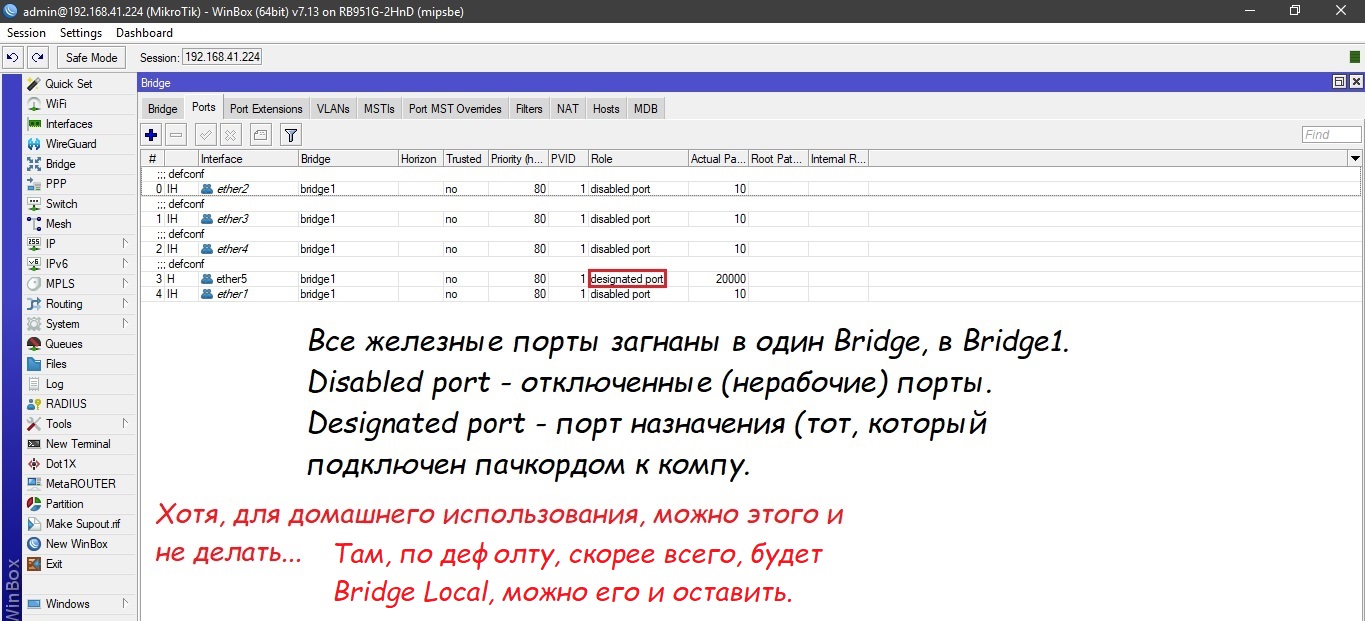 admin@192.168.41.224 (MikroTik) - WinBox (64bit) v7.13 on RB951G-2HnD (mipsbe)
Session Settings Dashboard
Safe Mode Session: 192.168.41.224
Quick Set
WiFi
Interfaces
WireGuard
Bridge
PPP
Switch
Mesh
IP
IPv6
MPLS
Routing
System
Queues
Files
Log
RADIUS
Tools
New Terminal
Dot1X
MetaROUTER
Partition
Make Supout.rif
New WinBox
Exit
Windows
WinBox
Bridge
Bridge Ports Port Extensions VLANs MSTIs Port MST Overrides Filters NAT Hosts MDB
Find
# Interface Bridge Horizon Trusted Priority (h... PVID Role Actual Pa... Root Pat... Internal R...
;;; defconf
0 IH ether2 bridge1 no 80 1 disabled port 10
;;; defconf
1 IH ether3 bridge1 no 80 1 disabled port 10
;;; defconf
2 IH ether4 bridge1 no 80 1 disabled port 10
;;; defconf
3 H ether5 bridge1 no 80 1 designated port 20000
4 IH ether1 bridge1 no 80 1 disabled port 10
Все железные порты загнаны в один Bridge, в Bridge1.
Disabled port - отключенные (нерабочие) порты.
Designated port - порт назначения (тот, который
подключен пачкордом к компу.
Хотя, для домашнего использования, можно этого и
не делать... Там, по дефолту, скорее всего, будет
Bridge Local, можно его и оставить.